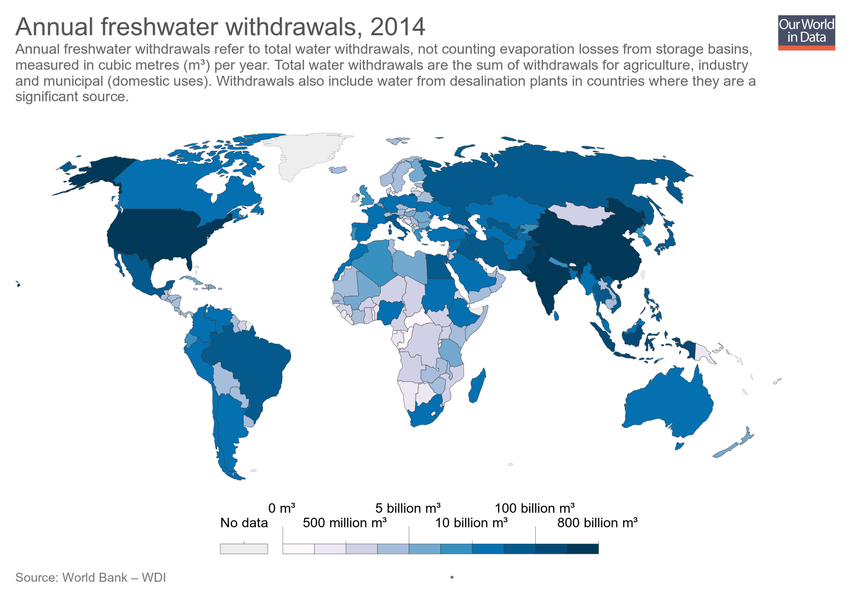 Annual freshwater withdrawals, 2014
Our World
in Data
Annual freshwater withdrawals refer to total water withdrawals, not counting evaporation losses from storage basins,
measured in cubic metres (m³) per year. Total water withdrawals are the sum of withdrawals for agriculture, industry
and municipal (domestic uses). Withdrawals also include water from desalination plants in countries where they are a
significant source.
0 m³ 5 billion m³ 100 billion m³
No data 500 million m³ 10 billion m³ 800 billion m³
Source: World Bank – WDI